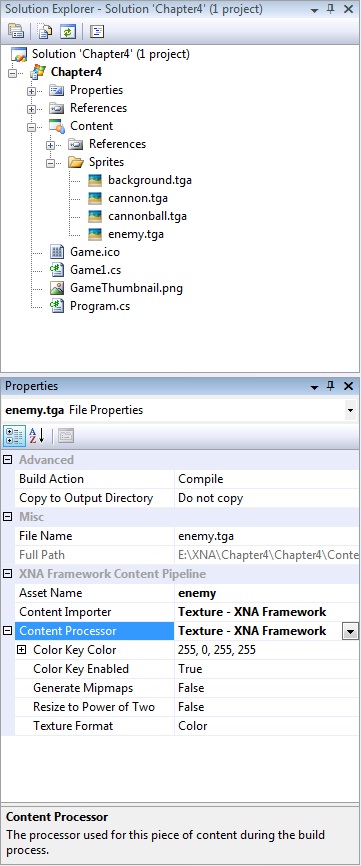 Solution Explorer - Solution 'Chapter4' (1 project)
Solution 'Chapter4' (1 project)
Chapter4
Properties
References
Content
References
Sprites
background.tga
cannon.tga
cannonball.tga
enemy.tga
Game.ico
Game1.cs
GameThumbnail.png
Program.cs
Properties
enemy.tga File Properties
Advanced
Build Action Compile
Copy to Output Directory Do not copy
Misc
File Name enemy.tga
Full Path E:\XNA\Chapter4\Chapter4\Conte
XNA Framework Content Pipeline
Asset Name enemy
Content Importer Texture - XNA Framework
Content Processor Texture - XNA Framework
Color Key Color 255, 0, 255, 255
Color Key Enabled True
Generate Mipmaps False
Resize to Power of Two False
Texture Format Color
Content Processor
The processor used for this piece of content during the build
process.